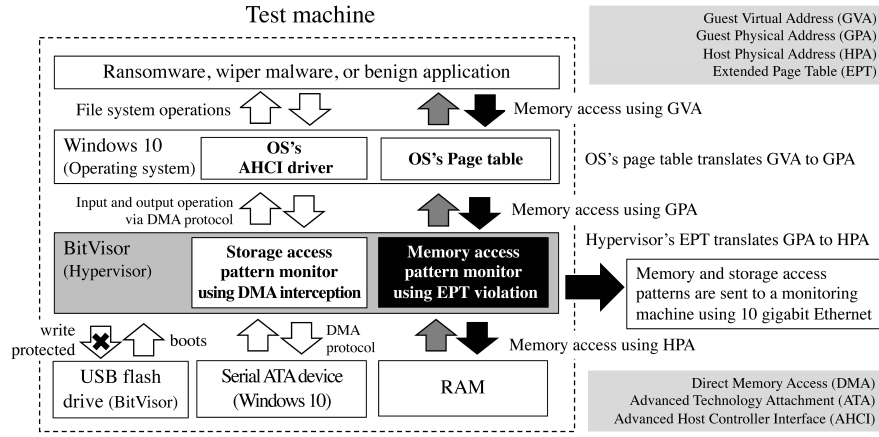 Test machine
Guest Virtual Address (GVA)
Guest Physical Address (GPA)
Host Physical Address (HPA)
Extended Page Table (EPT)
Ransomware, wiper malware, or benign application
File system operations
Memory access using GVA
Windows 10
(Operating system)
OS's
AHCI driver
OS's Page table
OS's page table translates GVA to GPA
Input and output operation
via DMA protocol
Memory access using GPA
BitVisor
(Hypervisor)
Storage access
pattern monitor
using DMA interception
Memory access
pattern monitor
using EPT violation
Hypervisor's EPT translates GPA to HPA
Memory and storage access
patterns are sent to a monitoring
machine using 10 gigabit Ethernet
write
protected
boots
DMA
protocol
Memory access using HPA
USB flash
drive (BitVisor)
Serial ATA device
(Windows 10)
RAM
Direct Memory Access (DMA)
Advanced Technology Attachment (ATA)
Advanced Host Controller Interface (AHCI)